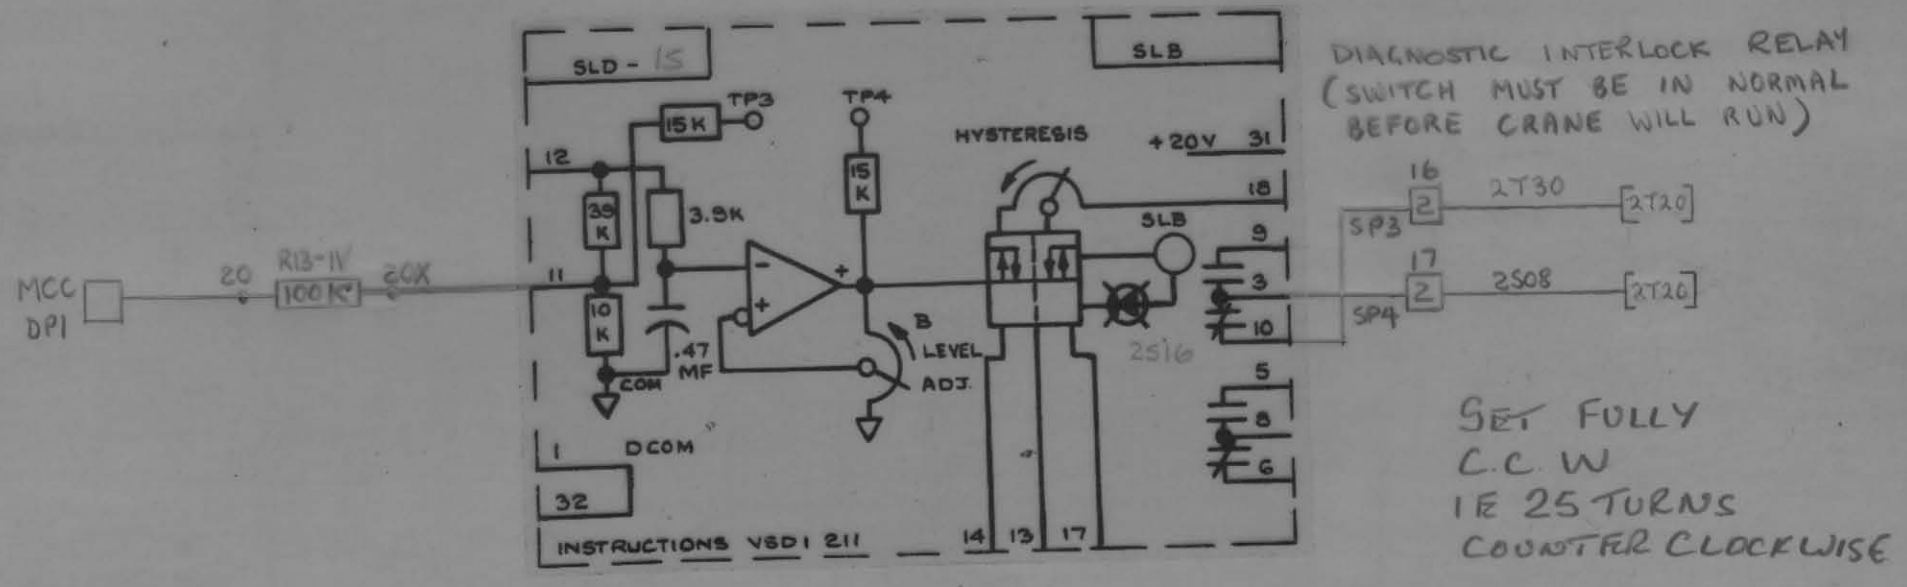 SLD - 15
SLB
DIAGNOSTIC INTERLOCK RELAY
(SWITCH MUST BE IN NORMAL
BEFORE CRANE WILL RUN)
15K
TP3
TP4
HYSTERESIS
+20V 31
12
15
K
18
39
K
3.9K
SLB
16
2
2T30
[2T20]
SP3
9
MCC
DP1
20
R13-1V
100K
20X
11
-
+
+
3
17
2
2S08
[2T20]
SP4
10
10
K
.47
MF
B
LEVEL
ADJ.
2S16
COM
5
8
6
1
DCOM
32
SET FULLY
C.C.W
IE 25 TURNS
COUNTER CLOCKWISE
INSTRUCTIONS VSD1 211
14
13
17